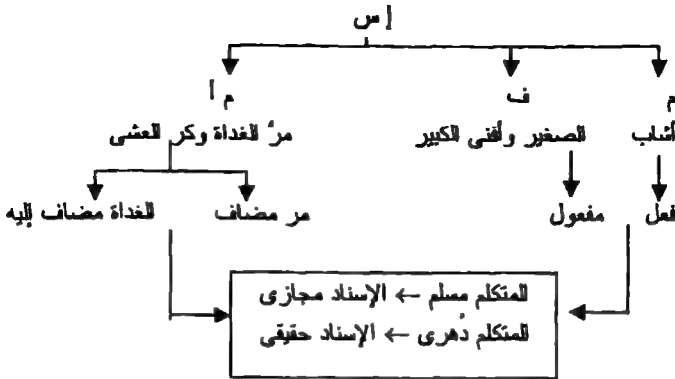 إ س
م ف م أ
أشاب الصغير وأفنى الكبير مرُّ الغداة وكر العشى
فعل مفعول مر مضاف الغداة مضاف إليه
المتكلم مسلم ← الإسناد مجازى
المتكلم دُهرى ← الإسناد حقيقى